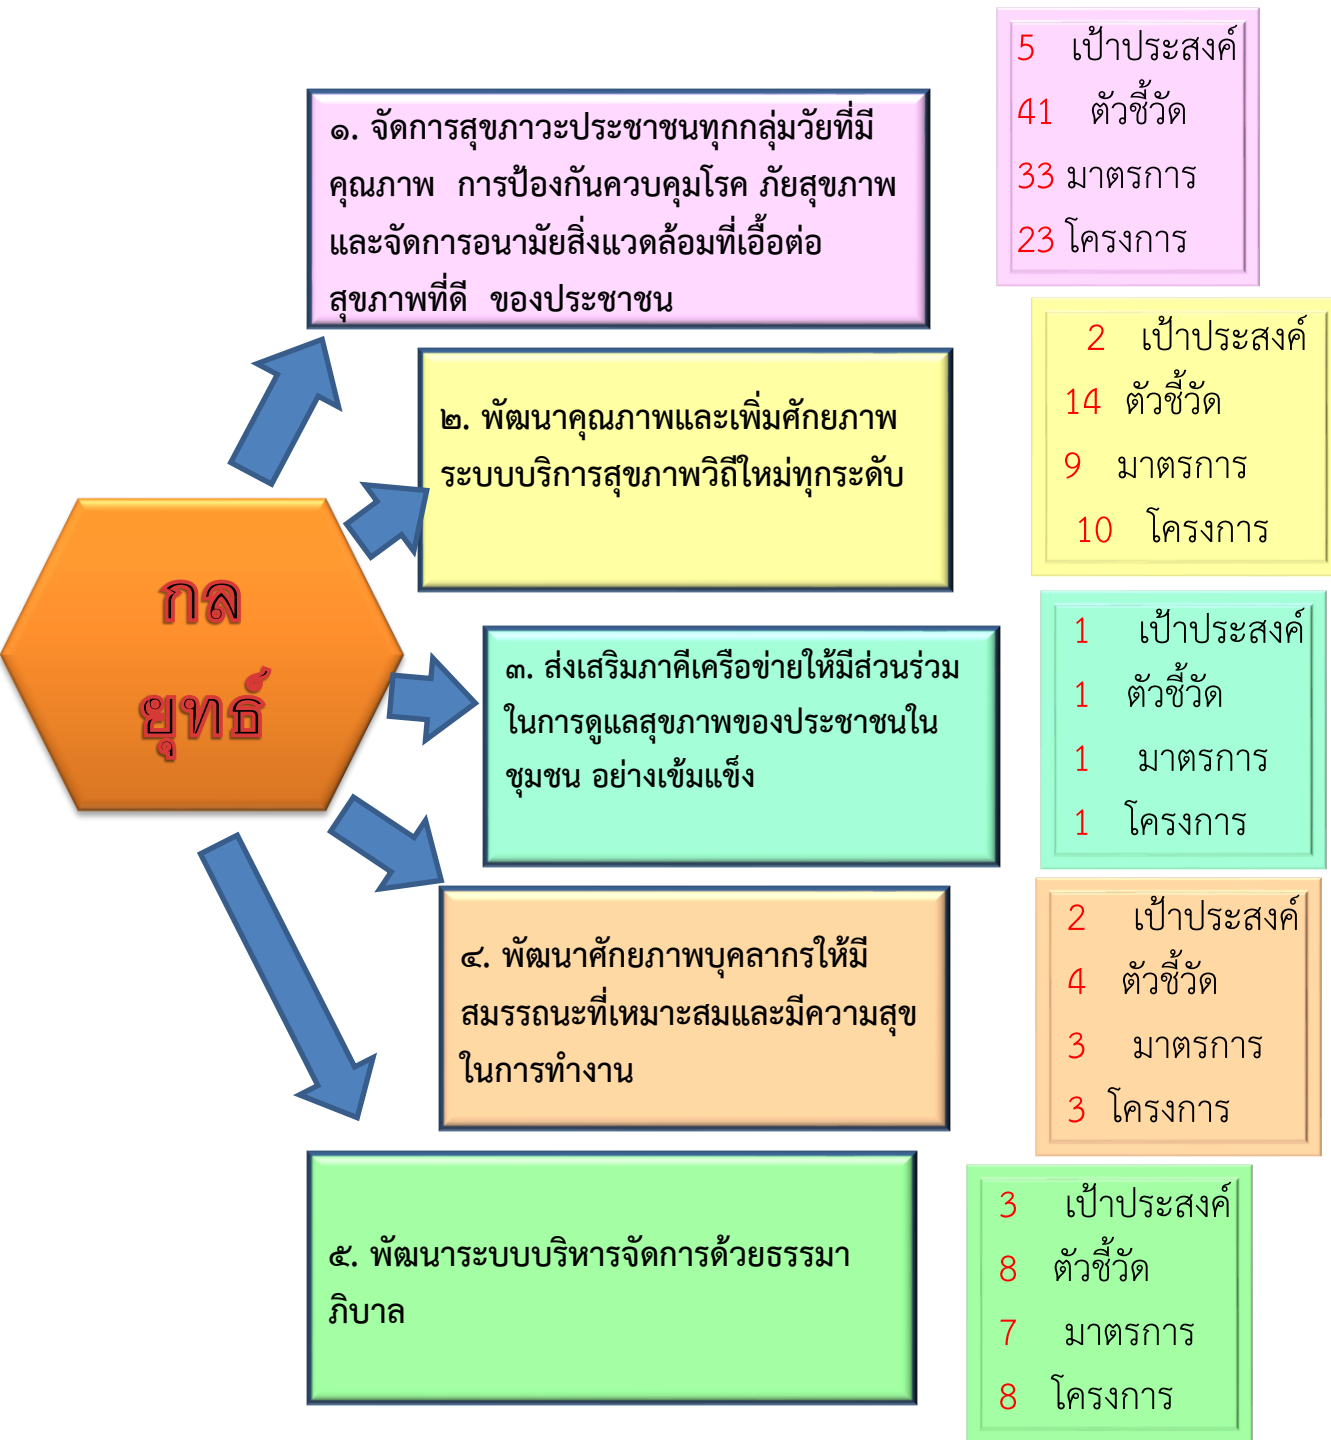 กล
ยุทธ์
๑. จัดการสุขภาวะประชาชนทุกกลุ่มวัยที่มี
คุณภาพ การป้องกันควบคุมโรค ภัยสุขภาพ
และจัดการอนามัยสิ่งแวดล้อมที่เอื้อต่อ
สุขภาพที่ดี ของประชาชน
5 เป้าประสงค์
41 ตัวชี้วัด
33 มาตรการ
23 โครงการ
๒. พัฒนาคุณภาพและเพิ่มศักยภาพ
ระบบบริการสุขภาพวิถีใหม่ทุกระดับ
2 เป้าประสงค์
14 ตัวชี้วัด
9 มาตรการ
10 โครงการ
๓. ส่งเสริมภาคีเครือข่ายให้มีส่วนร่วม
ในการดูแลสุขภาพของประชาชนใน
ชุมชน อย่างเข้มแข็ง
1 เป้าประสงค์
1 ตัวชี้วัด
1 มาตรการ
1 โครงการ
๔. พัฒนาศักยภาพบุคลากรให้มี
สมรรถนะที่เหมาะสมและมีความสุข
ในการทำงาน
2 เป้าประสงค์
4 ตัวชี้วัด
3 มาตรการ
3 โครงการ
๕. พัฒนาระบบบริหารจัดการด้วยธรรมา
ภิบาล
3 เป้าประสงค์
8 ตัวชี้วัด
7 มาตรการ
8 โครงการ